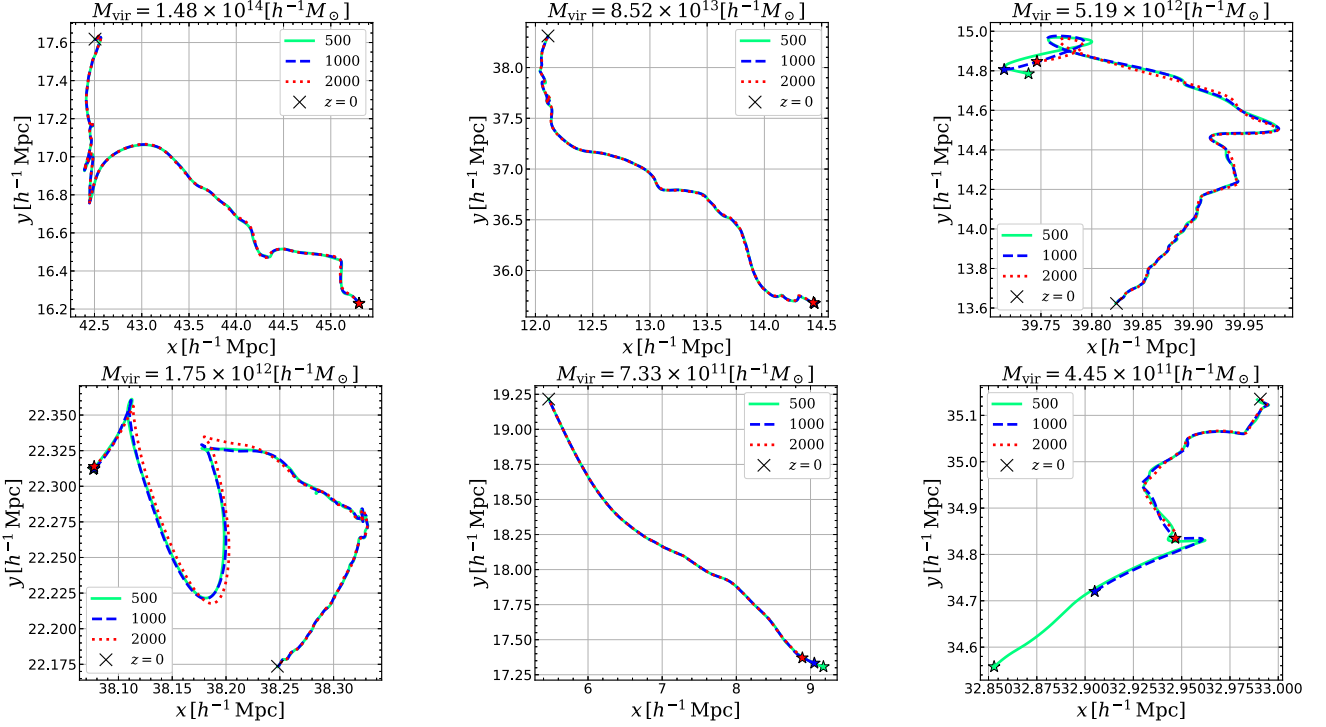 M_vir = 1.48 × 10^14 [h^−1 M_⊙]
17.6
17.4
17.2
17.0
16.8
16.6
16.4
16.2
y [h^−1 Mpc]
500
1000
2000
z = 0
42.5 43.0 43.5 44.0 44.5 45.0
x [h^−1 Mpc]
M_vir = 8.52 × 10^13 [h^−1 M_⊙]
38.0
37.5
37.0
36.5
36.0
y [h^−1 Mpc]
500
1000
2000
z = 0
12.0 12.5 13.0 13.5 14.0 14.5
x [h^−1 Mpc]
M_vir = 5.19 × 10^12 [h^−1 M_⊙]
15.0
14.8
14.6
14.4
14.2
14.0
13.8
13.6
y [h^−1 Mpc]
500
1000
2000
z = 0
39.75 39.80 39.85 39.90 39.95
x [h^−1 Mpc]
M_vir = 1.75 × 10^12 [h^−1 M_⊙]
22.350
22.325
22.300
22.275
22.250
22.225
22.200
22.175
y [h^−1 Mpc]
500
1000
2000
z = 0
38.10 38.15 38.20 38.25 38.30
x [h^−1 Mpc]
M_vir = 7.33 × 10^11 [h^−1 M_⊙]
19.25
19.00
18.75
18.50
18.25
18.00
17.75
17.50
17.25
y [h^−1 Mpc]
500
1000
2000
z = 0
6 7 8 9
x [h^−1 Mpc]
M_vir = 4.45 × 10^11 [h^−1 M_⊙]
35.1
35.0
34.9
34.8
34.7
34.6
y [h^−1 Mpc]
500
1000
2000
z = 0
32.850 32.875 32.900 32.925 32.950 32.975 33.000
x [h^−1 Mpc]